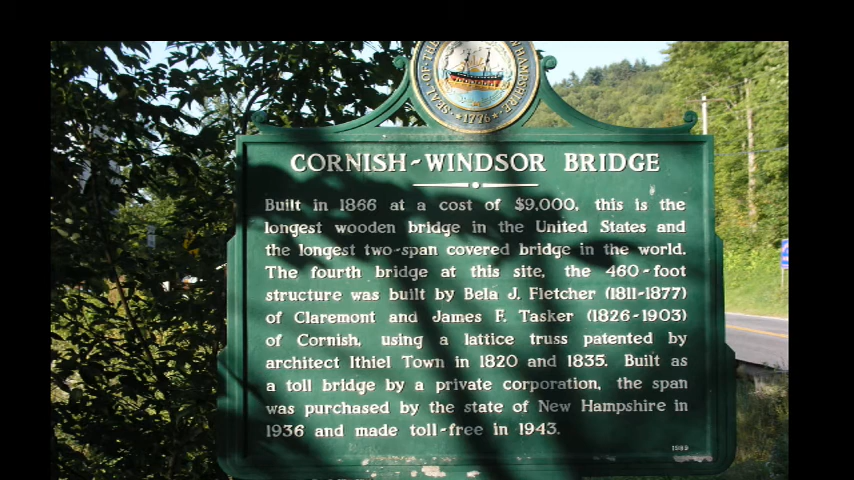 SEAL OF THE
HAMPSHIRE
★ 1776 ★
CORNISH-WINDSOR BRIDGE
Built in 1866 at a cost of $9,000, this is the
longest wooden bridge in the United States and
the longest two-span covered bridge in the world.
The fourth bridge at this site, the 460-foot
structure was built by Bela J. Fletcher (1811-1877)
of Claremont and James F. Tasker (1826-1903)
of Cornish, using a lattice truss patented by
architect Ithiel Town in 1820 and 1835. Built as
a toll bridge by a private corporation, the span
was purchased by the state of New Hampshire in
1936 and made toll-free in 1943.
1989